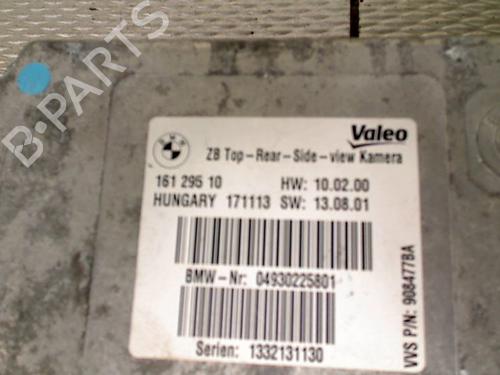 B-PARTS
Valeo
BMW
ZB Top-Rear-Side-view Kamera
161 295 10 HW: 10.02.00
HUNGARY 171113 SW: 13.08.01
BMW-Nr: 04930225801
Serien: 1332131130
VVS P/N: 908477BA